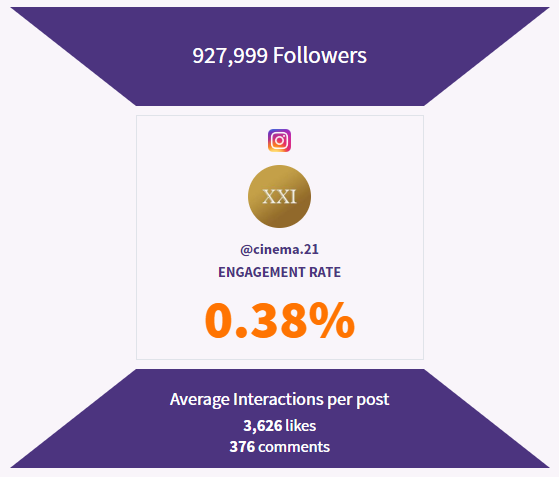 927,999 Followers
XXI
@cinema.21
ENGAGEMENT RATE
0.38%
Average Interactions per post
3,626 likes
376 comments